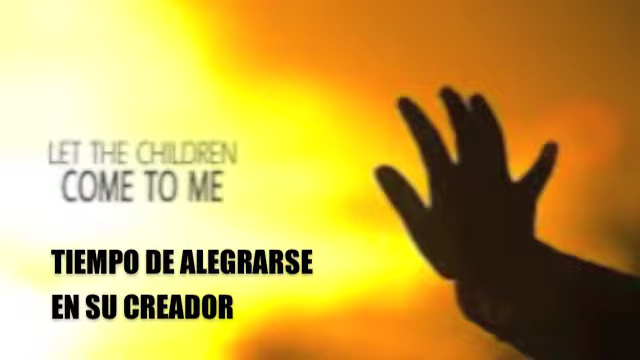 LET THE CHILDREN
COME TO ME
TIEMPO DE ALEGRARSE
EN SU CREADOR